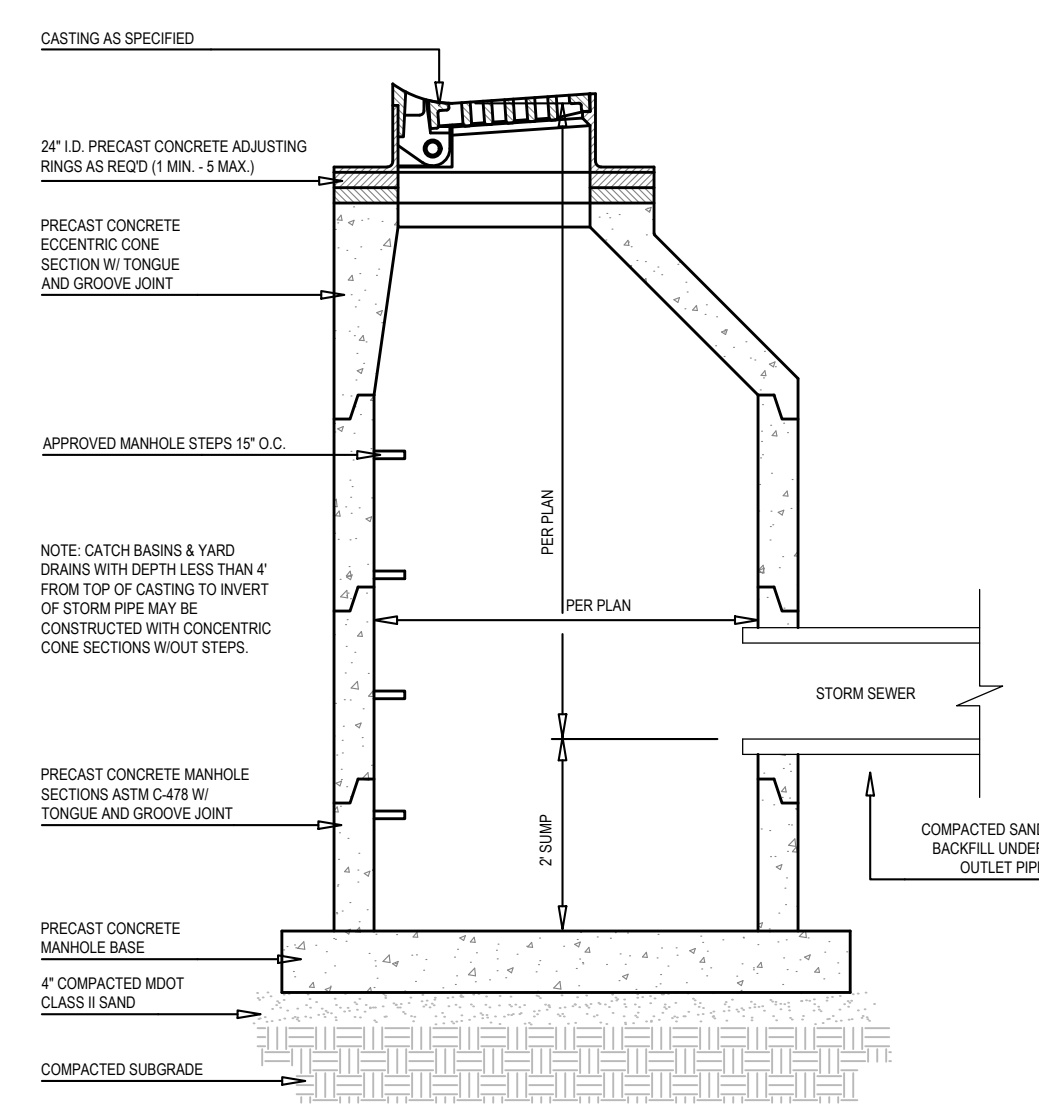 CASTING AS SPECIFIED
24" I.D. PRECAST CONCRETE ADJUSTING
RINGS AS REQ'D (1 MIN. - 5 MAX.)
PRECAST CONCRETE
ECCENTRIC CONE
SECTION W/ TONGUE
AND GROOVE JOINT
APPROVED MANHOLE STEPS 15" O.C.
NOTE: CATCH BASINS & YARD
DRAINS WITH DEPTH LESS THAN 4'
FROM TOP OF CASTING TO INVERT
OF STORM PIPE MAY BE
CONSTRUCTED WITH CONCENTRIC
CONE SECTIONS W/OUT STEPS.
PER PLAN
PER PLAN
STORM SEWER
PRECAST CONCRETE MANHOLE
SECTIONS ASTM C-478 W/
TONGUE AND GROOVE JOINT
2' SUMP
COMPACTED SAND
BACKFILL UNDER
OUTLET PIPE
PRECAST CONCRETE
MANHOLE BASE
4" COMPACTED MDOT
CLASS II SAND
COMPACTED SUBGRADE